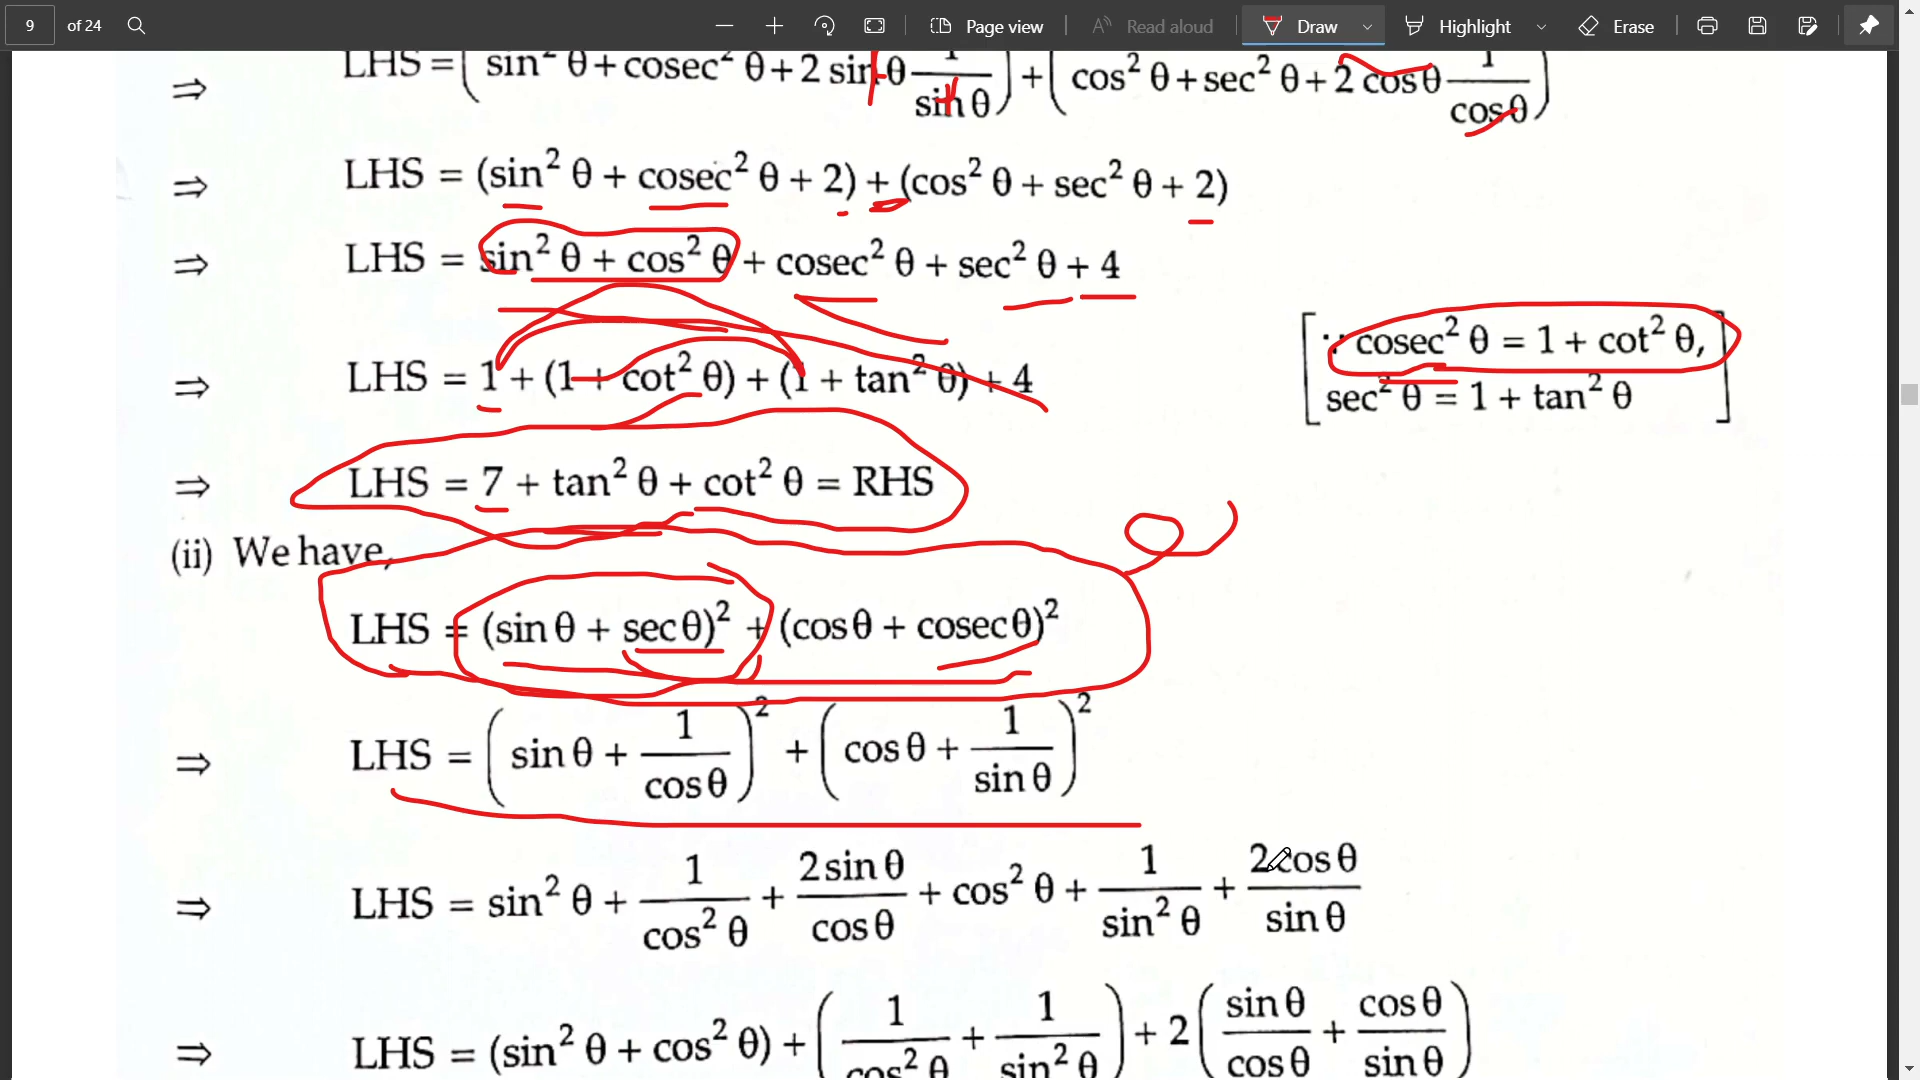 9 of 24 Page view Read aloud Draw Highlight Erase
⇒ LHS = ( sin² θ + cosec² θ + 2 sin θ 1/sin θ ) + ( cos² θ + sec² θ + 2 cos θ 1/cos θ )
⇒ LHS = (sin² θ + cosec² θ + 2) + (cos² θ + sec² θ + 2)
⇒ LHS = sin² θ + cos² θ + cosec² θ + sec² θ + 4
⇒ LHS = 1 + (1 + cot² θ) + (1 + tan² θ) + 4 [ ∵ cosec² θ = 1 + cot² θ,
sec² θ = 1 + tan² θ ]
⇒ LHS = 7 + tan² θ + cot² θ = RHS
(ii) We have,
LHS = (sin θ + sec θ)² + (cos θ + cosec θ)²
⇒ LHS = ( sin θ + 1/cos θ )² + ( cos θ + 1/sin θ )²
⇒ LHS = sin² θ + 1/cos² θ + 2 sin θ/cos θ + cos² θ + 1/sin² θ + 2 cos θ/sin θ
⇒ LHS = (sin² θ + cos² θ) + ( 1/cos² θ + 1/sin² θ ) + 2 ( sin θ/cos θ + cos θ/sin θ )